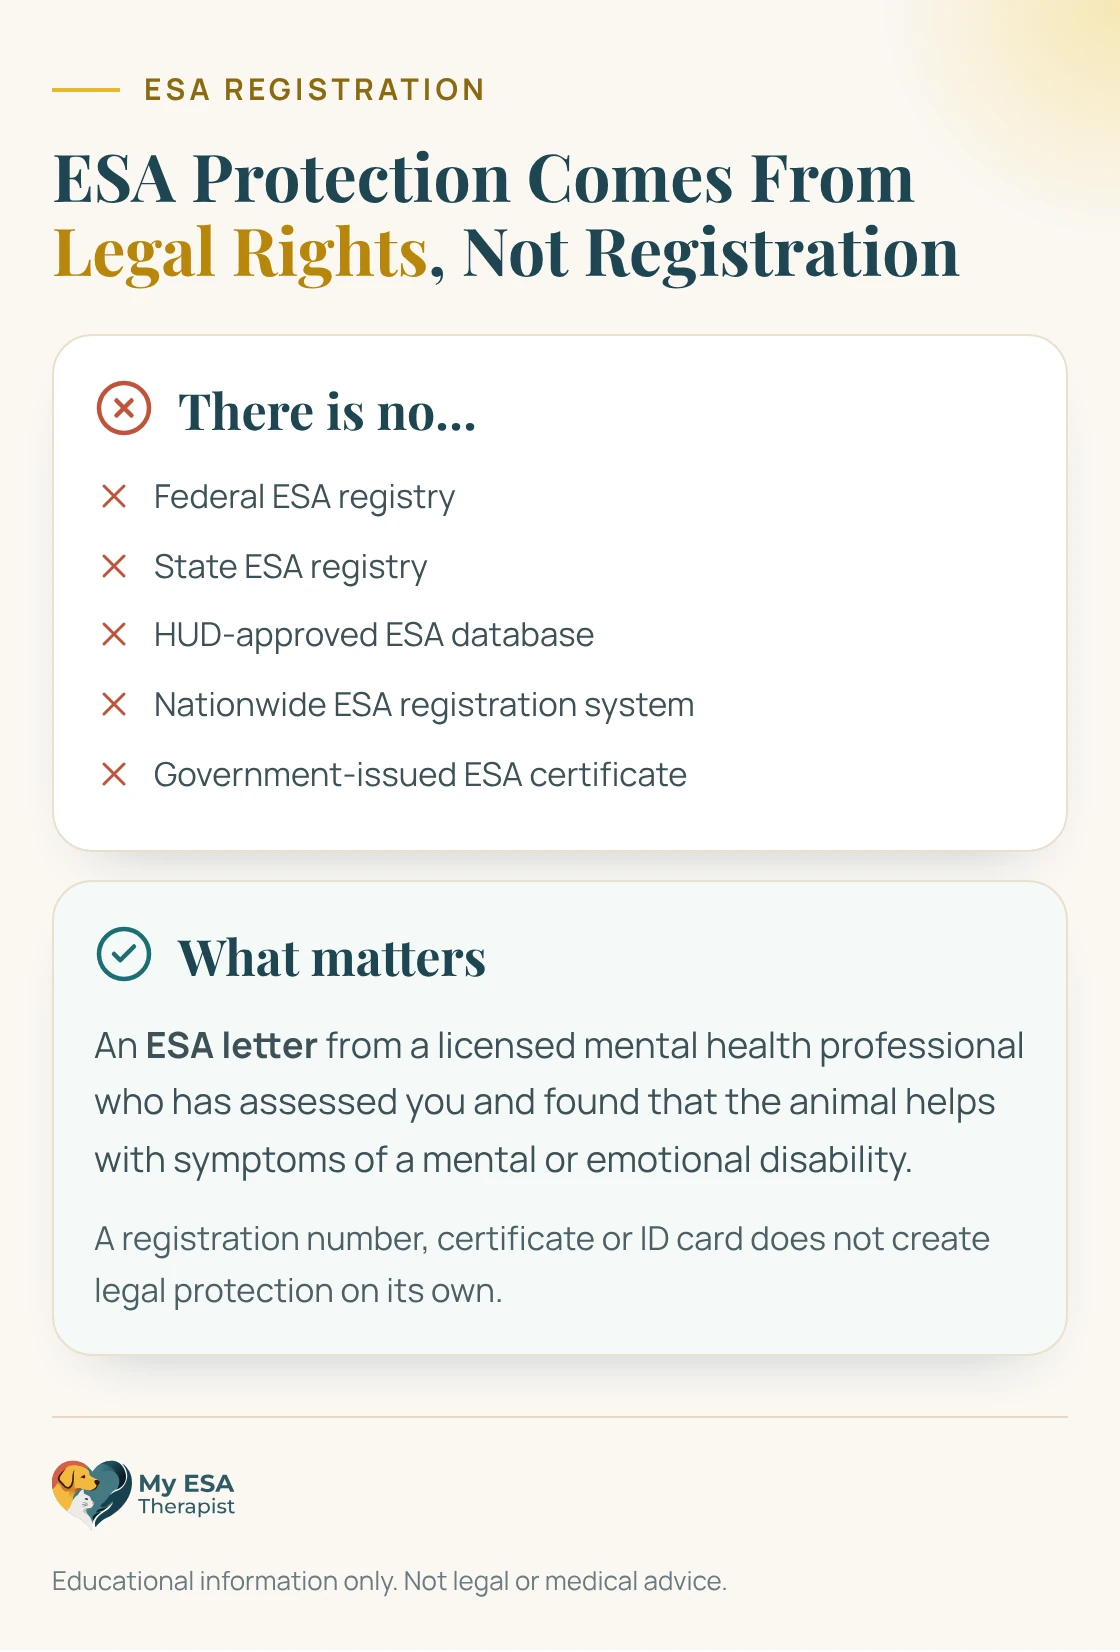 ESA REGISTRATION
ESA Protection Comes From
Legal Rights, Not Registration
There is no...
Federal ESA registry
State ESA registry
HUD-approved ESA database
Nationwide ESA registration system
Government-issued ESA certificate
What matters
An ESA letter from a licensed mental health professional
who has assessed you and found that the animal helps
with symptoms of a mental or emotional disability.
A registration number, certificate or ID card does not create
legal protection on its own.
My ESA
Therapist
Educational information only. Not legal or medical advice.